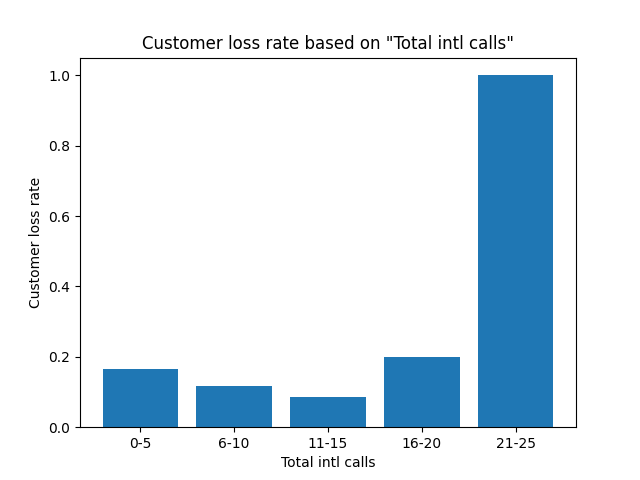 Customer loss rate based on "Total intl calls"
1.0
0.8
0.6
0.4
0.2
0.0
Customer loss rate
0-5 6-10 11-15 16-20 21-25
Total intl calls